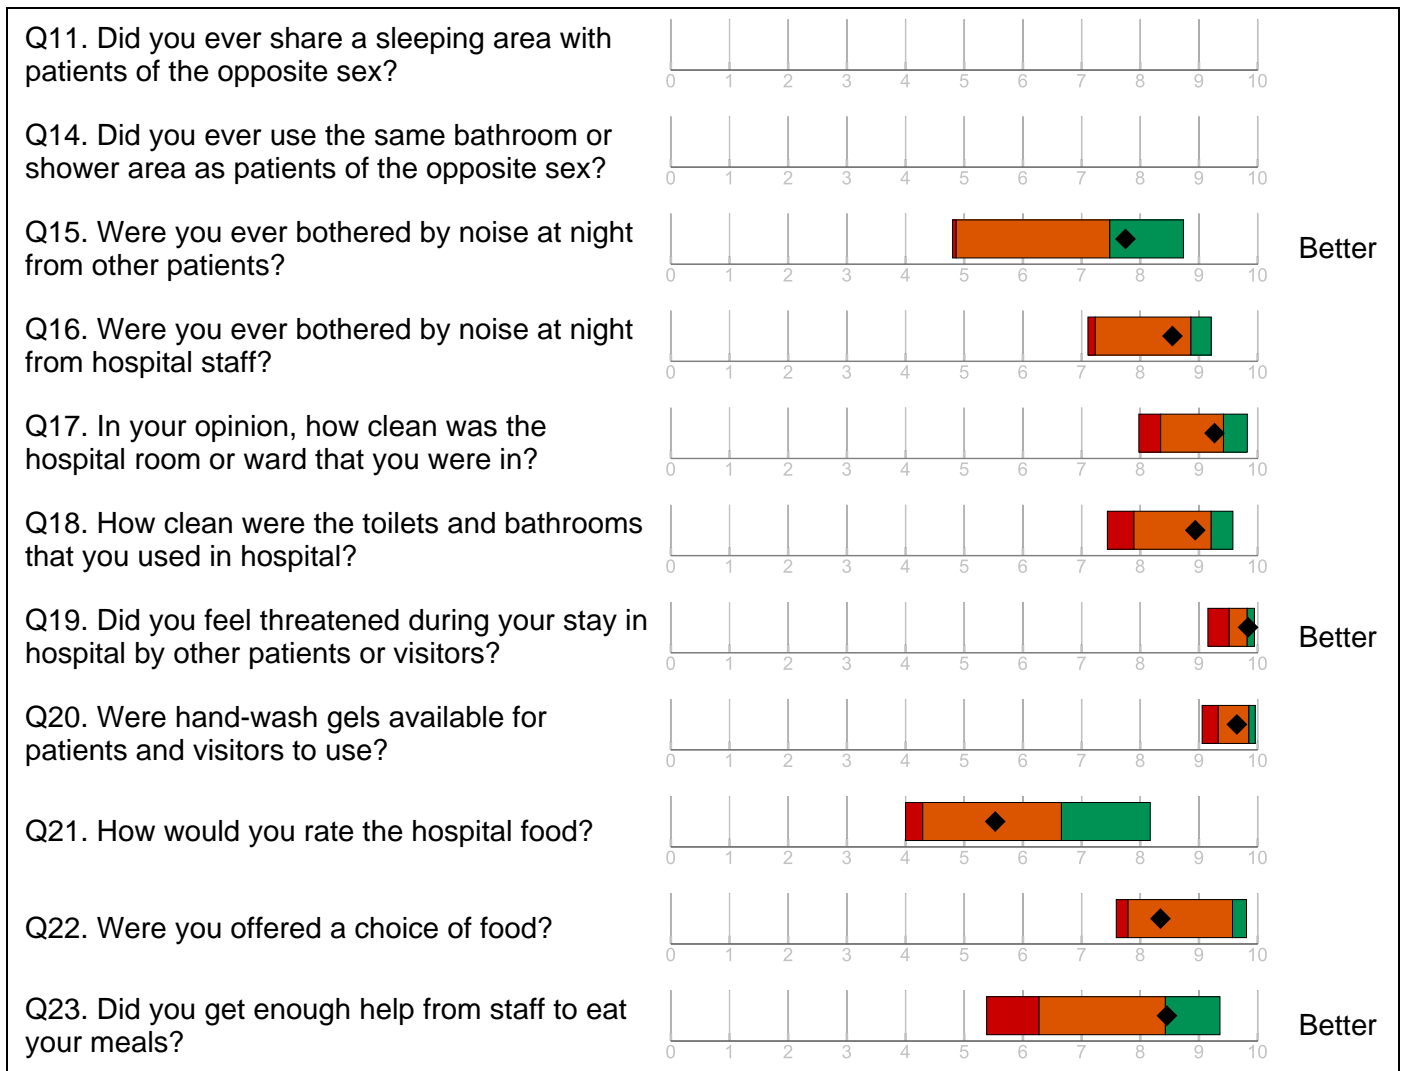 Q11. Did you ever share a sleeping area with
patients of the opposite sex?
0 1 2 3 4 5 6 7 8 9 10
Q14. Did you ever use the same bathroom or
shower area as patients of the opposite sex?
0 1 2 3 4 5 6 7 8 9 10
Q15. Were you ever bothered by noise at night
from other patients?
Better
0 1 2 3 4 5 6 7 8 9 10
Q16. Were you ever bothered by noise at night
from hospital staff?
0 1 2 3 4 5 6 7 8 9 10
Q17. In your opinion, how clean was the
hospital room or ward that you were in?
0 1 2 3 4 5 6 7 8 9 10
Q18. How clean were the toilets and bathrooms
that you used in hospital?
0 1 2 3 4 5 6 7 8 9 10
Q19. Did you feel threatened during your stay in
hospital by other patients or visitors?
Better
0 1 2 3 4 5 6 7 8 9 10
Q20. Were hand-wash gels available for
patients and visitors to use?
0 1 2 3 4 5 6 7 8 9 10
Q21. How would you rate the hospital food?
0 1 2 3 4 5 6 7 8 9 10
Q22. Were you offered a choice of food?
0 1 2 3 4 5 6 7 8 9 10
Q23. Did you get enough help from staff to eat
your meals?
Better
0 1 2 3 4 5 6 7 8 9 10